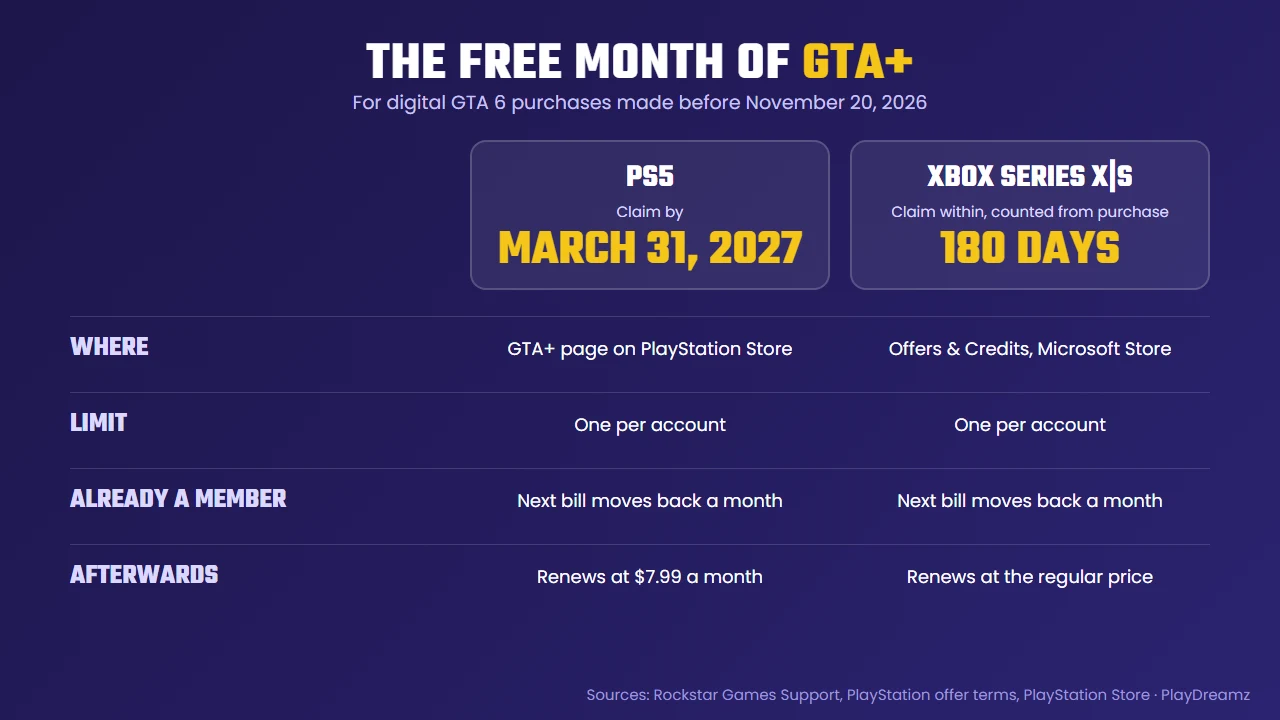 THE FREE MONTH OF GTA+
For digital GTA 6 purchases made before November 20, 2026
PS5
Claim by
MARCH 31, 2027
XBOX SERIES X|S
Claim within, counted from purchase
180 DAYS
WHERE
GTA+ page on PlayStation Store
Offers & Credits, Microsoft Store
LIMIT
One per account
One per account
ALREADY A MEMBER
Next bill moves back a month
Next bill moves back a month
AFTERWARDS
Renews at $7.99 a month
Renews at the regular price
Sources: Rockstar Games Support, PlayStation offer terms, PlayStation Store · PlayDreamz